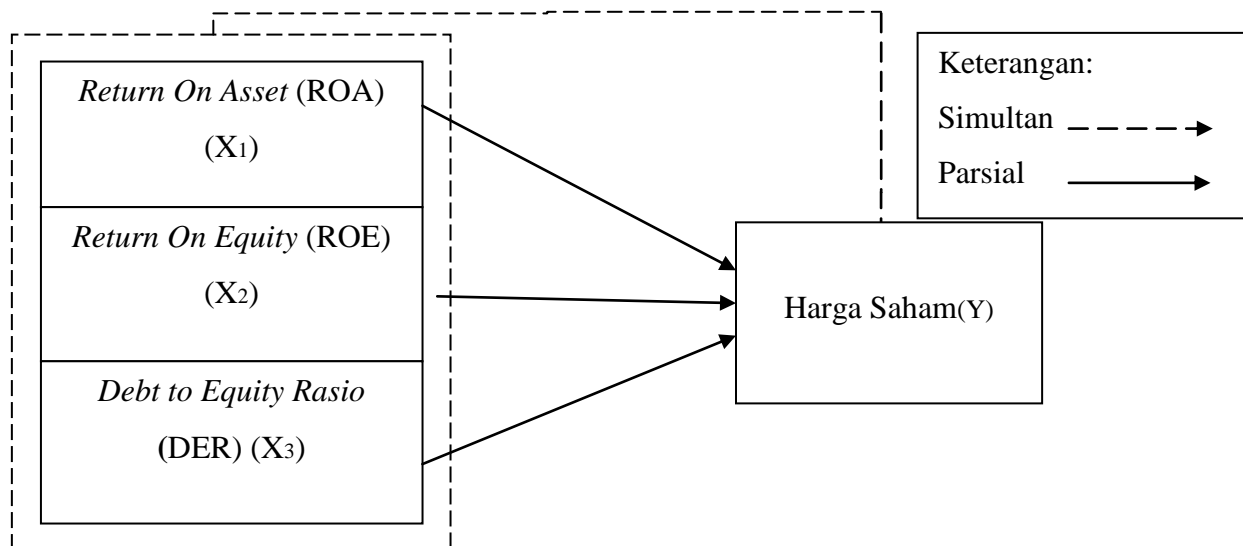 Return On Asset (ROA)
(X1)
Return On Equity (ROE)
(X2)
Debt to Equity Rasio
(DER) (X3)
Harga Saham(Y)
Keterangan:
Simultan
Parsial